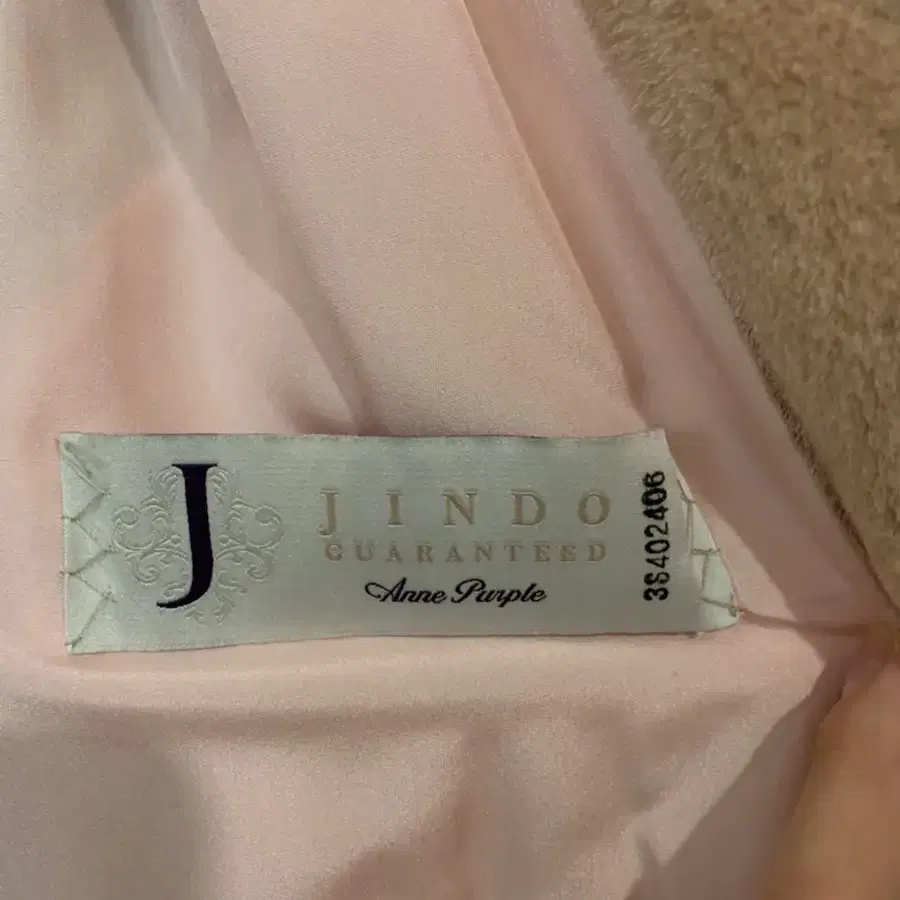 J
JINDO
GUARANTEED
Anne Purple
3S402406